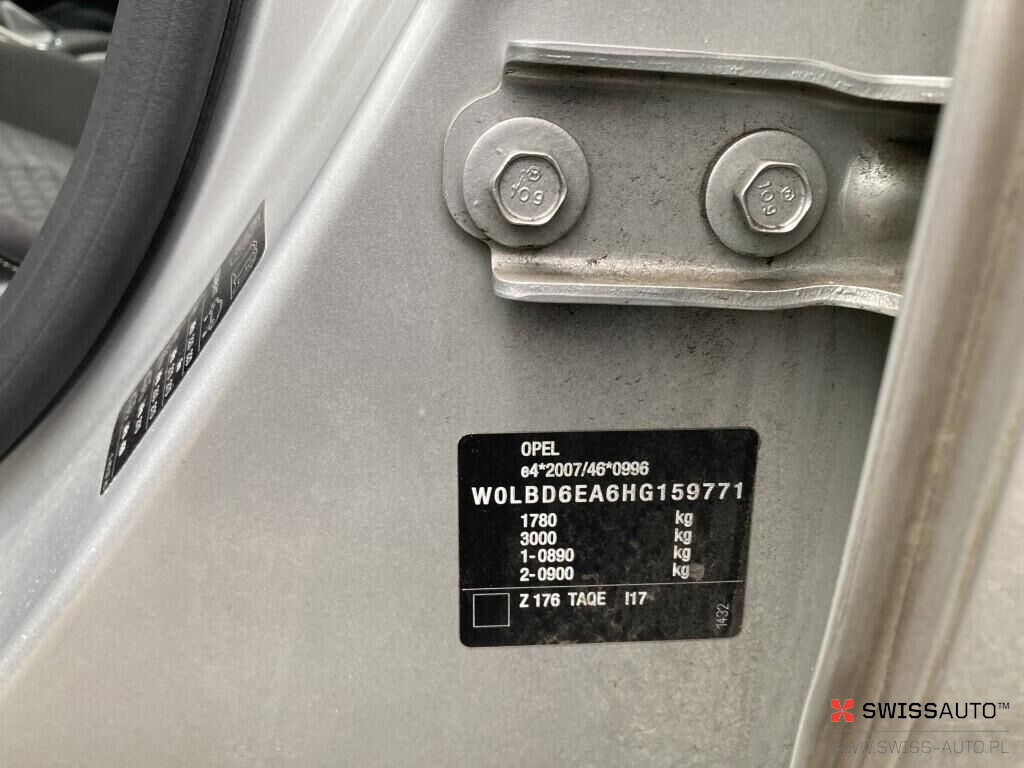 109
109
OPEL
e4*2007/46*0996
W0LBD6EA6HG159771
1780 kg
3000 kg
1-0890 kg
2-0900 kg
Z 176 TAQE I17
1432
SWISSAUTO™
WWW.SWISS-AUTO.PL